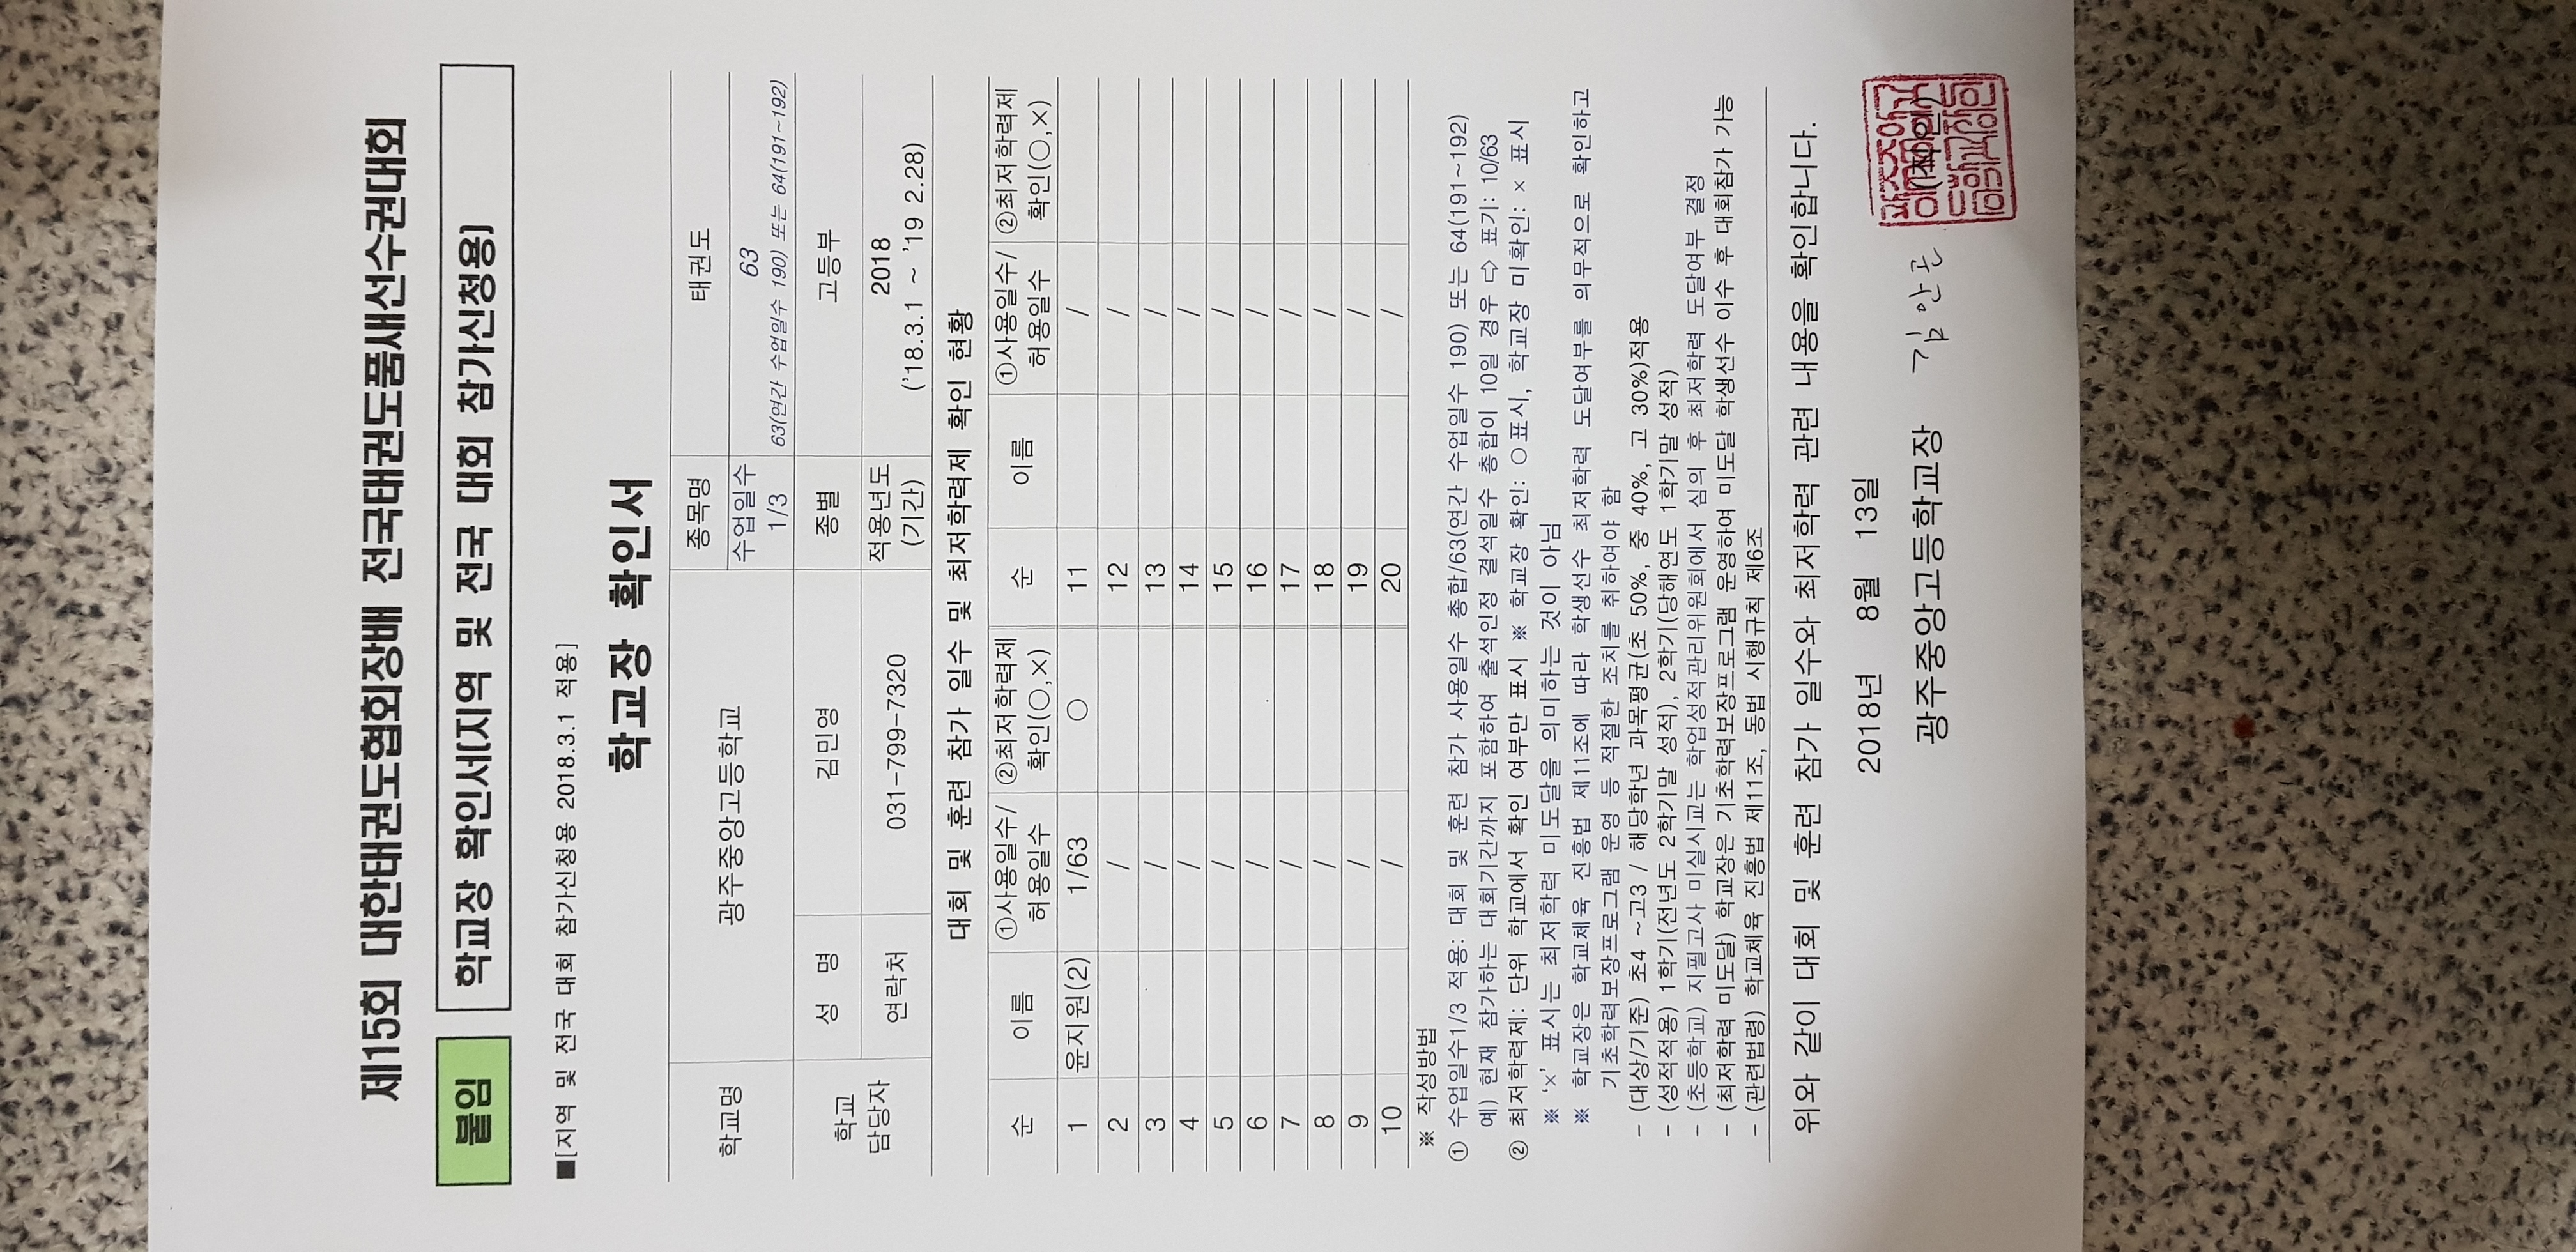 제15회 대한태권도협회장배 전국태권도품새선수권대회
붙임 학교장 확인서[지역 및 전국 대회 참가신청용]
■[지역 및 전국 대회 참가신청용 2018.3.1 적용]
학교장 확인서
학교명 광주중앙고등학교 종목명 태권도
수업일수 1/3 63
63(연간 수업일수 190) 또는 64(191~192)
학교 담당자 성 명 김민영 종별 고등부
연락처 031-799-7320 적용년도 (기간) 2018
('18.3.1 ~ '19 2.28)
대회 및 훈련 참가 일수 및 최저학력제 확인 현황
순 이름 ①사용일수/ 허용일수 ②최저학력제 확인(○,×) 순 이름 ①사용일수/ 허용일수 ②최저학력제 확인(○,×)
1 윤지원(2) 1/63 ○ 11 /
2 / 12 /
3 / 13 /
4 / 14 /
5 / 15 /
6 / 16 /
7 / 17 /
8 / 18 /
9 / 19 /
10 / 20 /
※ 작성방법
① 수업일수1/3 적용: 대회 및 훈련 참가 사용일수 총합/63(연간 수업일수 190) 또는 64(191~192)
예) 현재 참가하는 대회기간까지 포함하여 출석인정 결석일수 총합이 10일 경우 ⇨ 표기: 10/63
② 최저학력제: 단위 학교에서 확인 여부만 표시 ※ 학교장 확인: ○ 표시, 학교장 미확인: × 표시
※ '×' 표시는 최저학력 미도달을 의미하는 것이 아님
※ 학교장은 학교체육 진흥법 제11조에 따라 학생선수 최저학력 도달여부를 의무적으로 확인하고
기초학력보장프로그램 운영 등 적절한 조치를 취하여야 함
- (대상/기준) 초4 ~고3 / 해당학년 과목평균(초 50%, 중 40%, 고 30%)적용
- (성적적용) 1학기(전년도 2학기말 성적), 2학기(당해연도 1학기말 성적)
- (초등학교) 지필고사 미실시교는 학업성적관리위원회에서 심의 후 최저학력 도달여부 결정
- (최저학력 미도달) 학교장은 기초학력보장프로그램 운영하여 미도달 학생선수 이수 후 대회참가 가능
- (관련법령) 학교체육 진흥법 제11조, 동법 시행규칙 제6조
위와 같이 대회 및 훈련 참가 일수와 최저학력 관련 내용을 확인합니다.
2018년 8월 13일
광주중앙고등학교장 (직인)